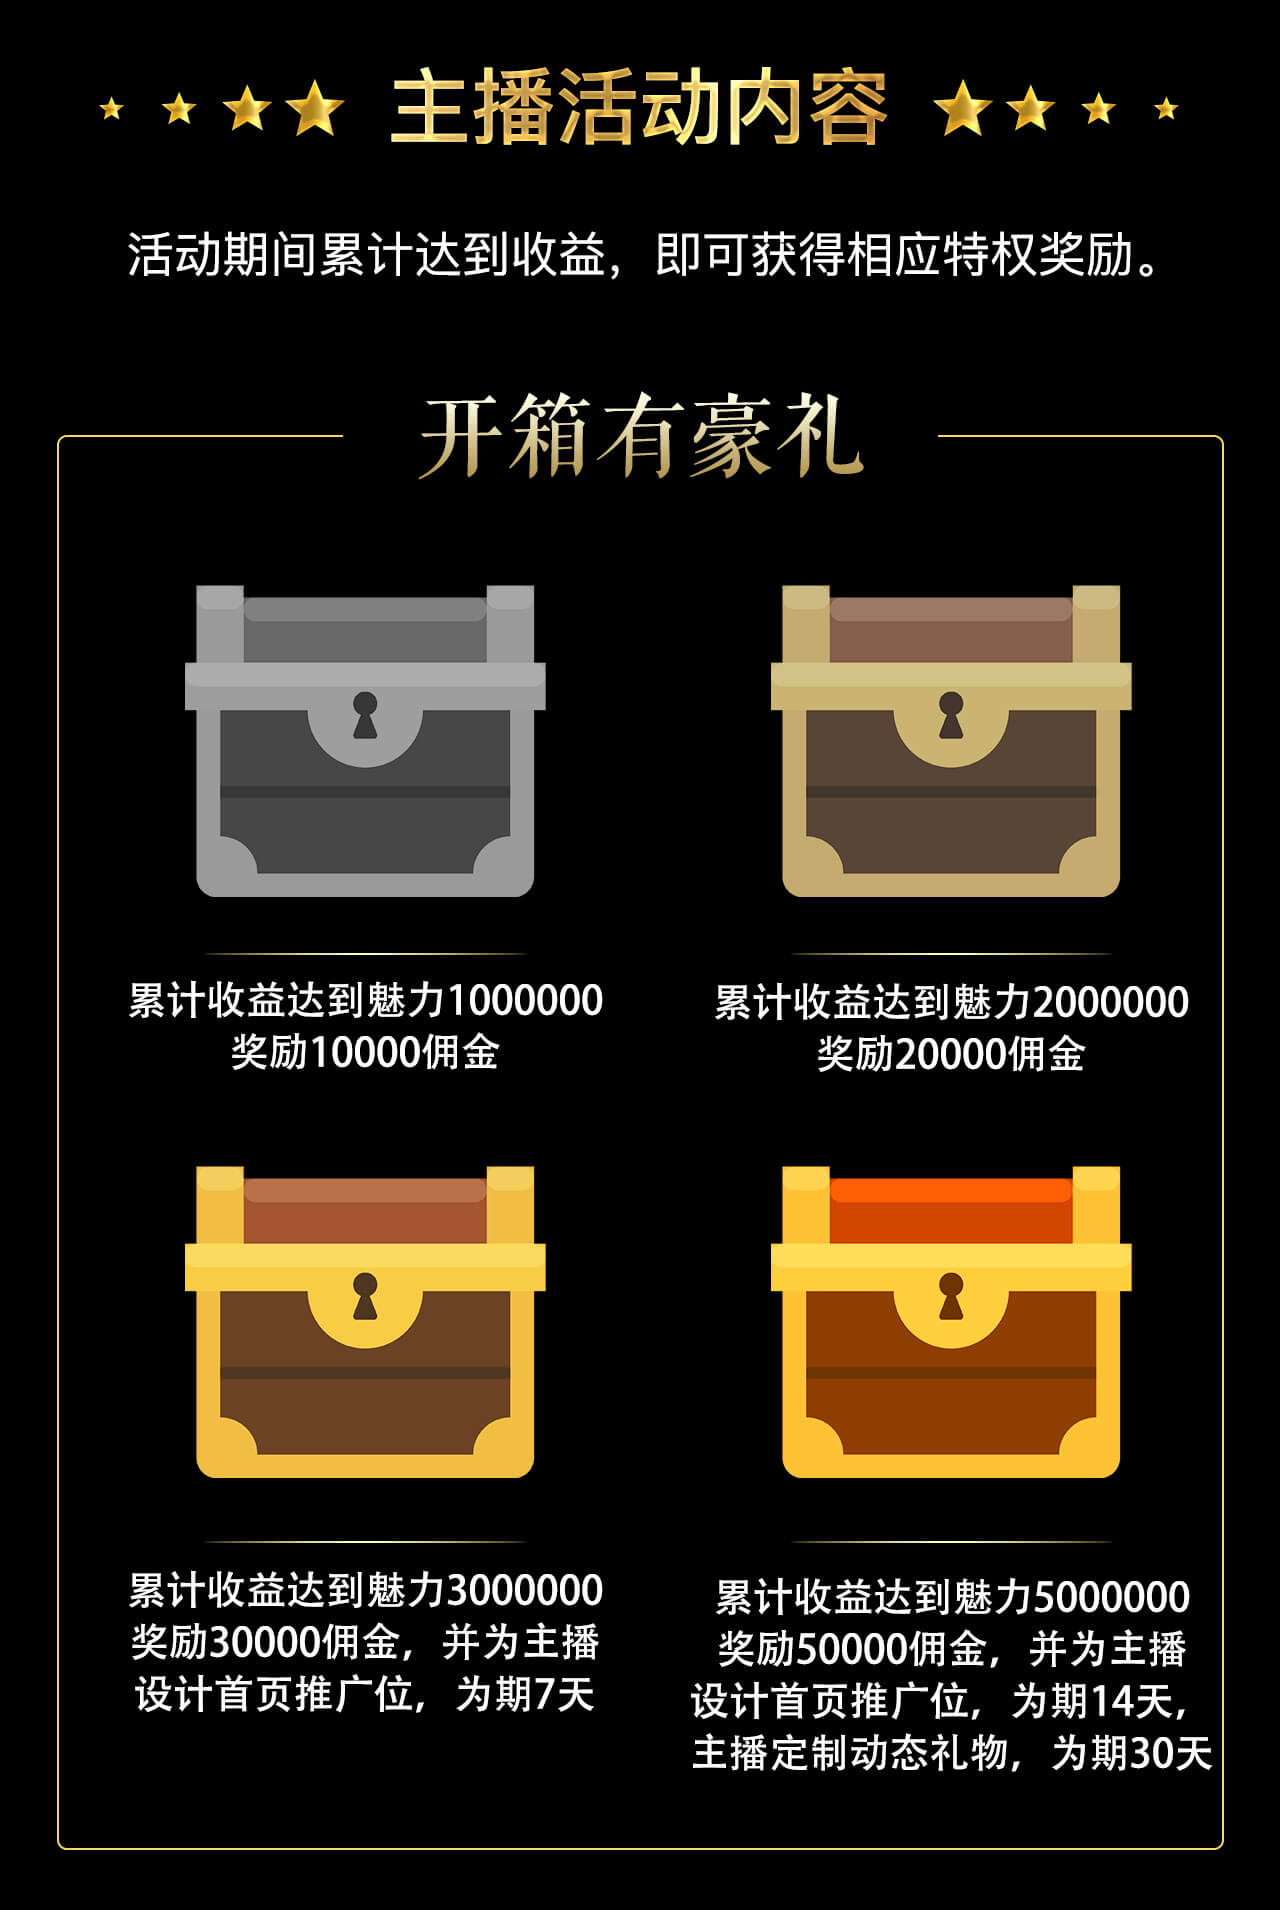 主播活动内容
活动期间累计达到收益，即可获得相应特权奖励。
开箱有豪礼
累计收益达到魅力1000000
奖励10000佣金
累计收益达到魅力2000000
奖励20000佣金
累计收益达到魅力3000000
奖励30000佣金，并为主播
设计首页推广位，为期7天
累计收益达到魅力5000000
奖励50000佣金，并为主播
设计首页推广位，为期14天，
主播定制动态礼物，为期30天